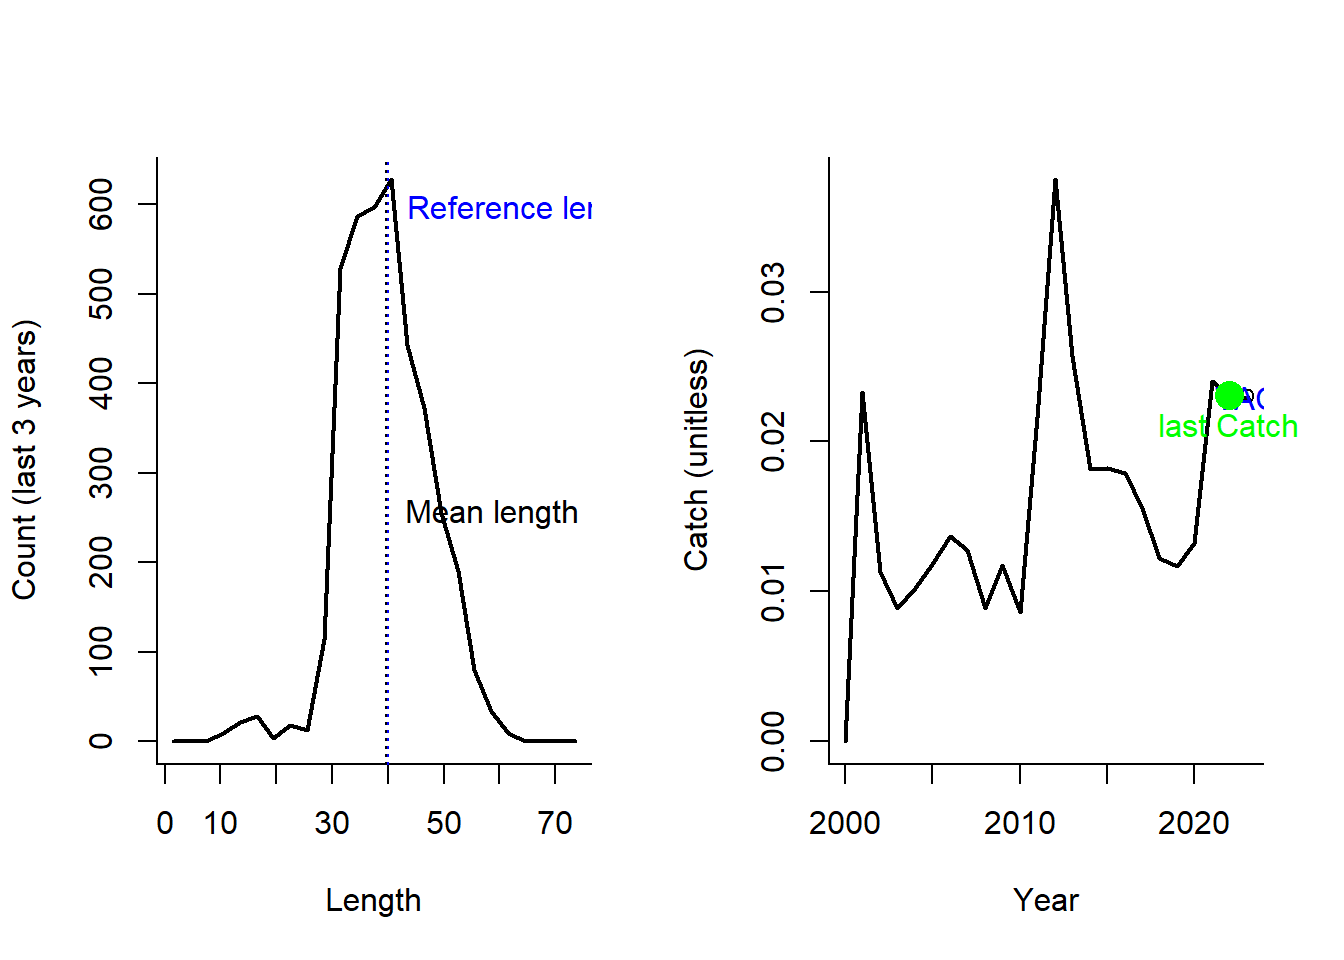 Count (last 3 years)
600
500
400
300
200
100
0
Reference ler
Mean length
0 10 30 50 70
Length
Catch (unitless)
0.03
0.02
0.01
0.00
last Catch
2000 2010 2020
Year